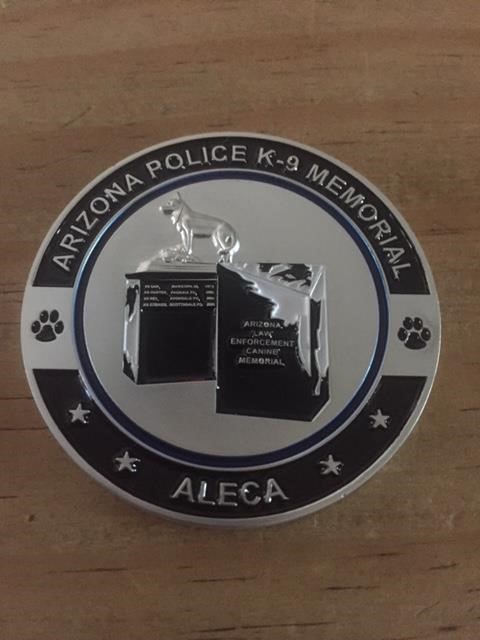 ARIZONA POLICE K-9 MEMORIAL
ARIZONA
LAW
ENFORCEMENT
CANINE
MEMORIAL
ALECA